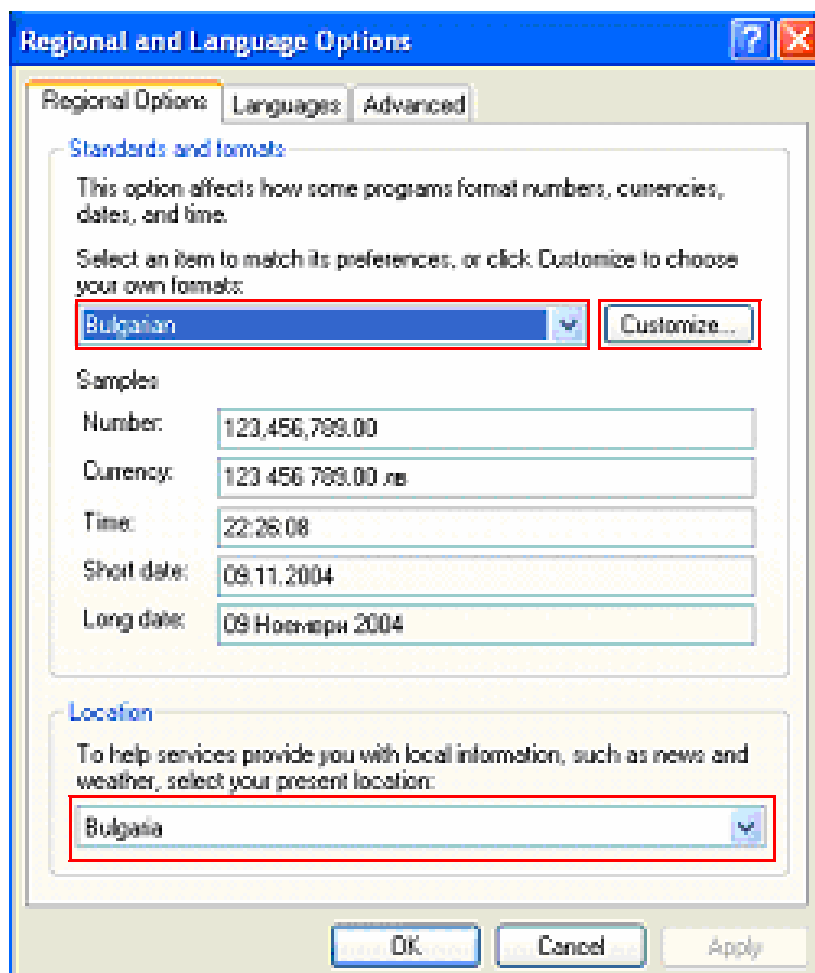 Regional and Language Options
Regional Options Languages Advanced
Standards and formats
This option affects how some programs format numbers, currencies,
dates, and time.
Select an item to match its preferences, or click Customize to choose
your own formats:
Bulgarian Customize...
Samples
Number: 123,456,789.00
Currency: 123 456 789.00 лв
Time: 22:26:08
Short date: 09.11.2004
Long date: 09 Ноември 2004
Location
To help services provide you with local information, such as news and
weather, select your present location:
Bulgaria
OK Cancel Apply